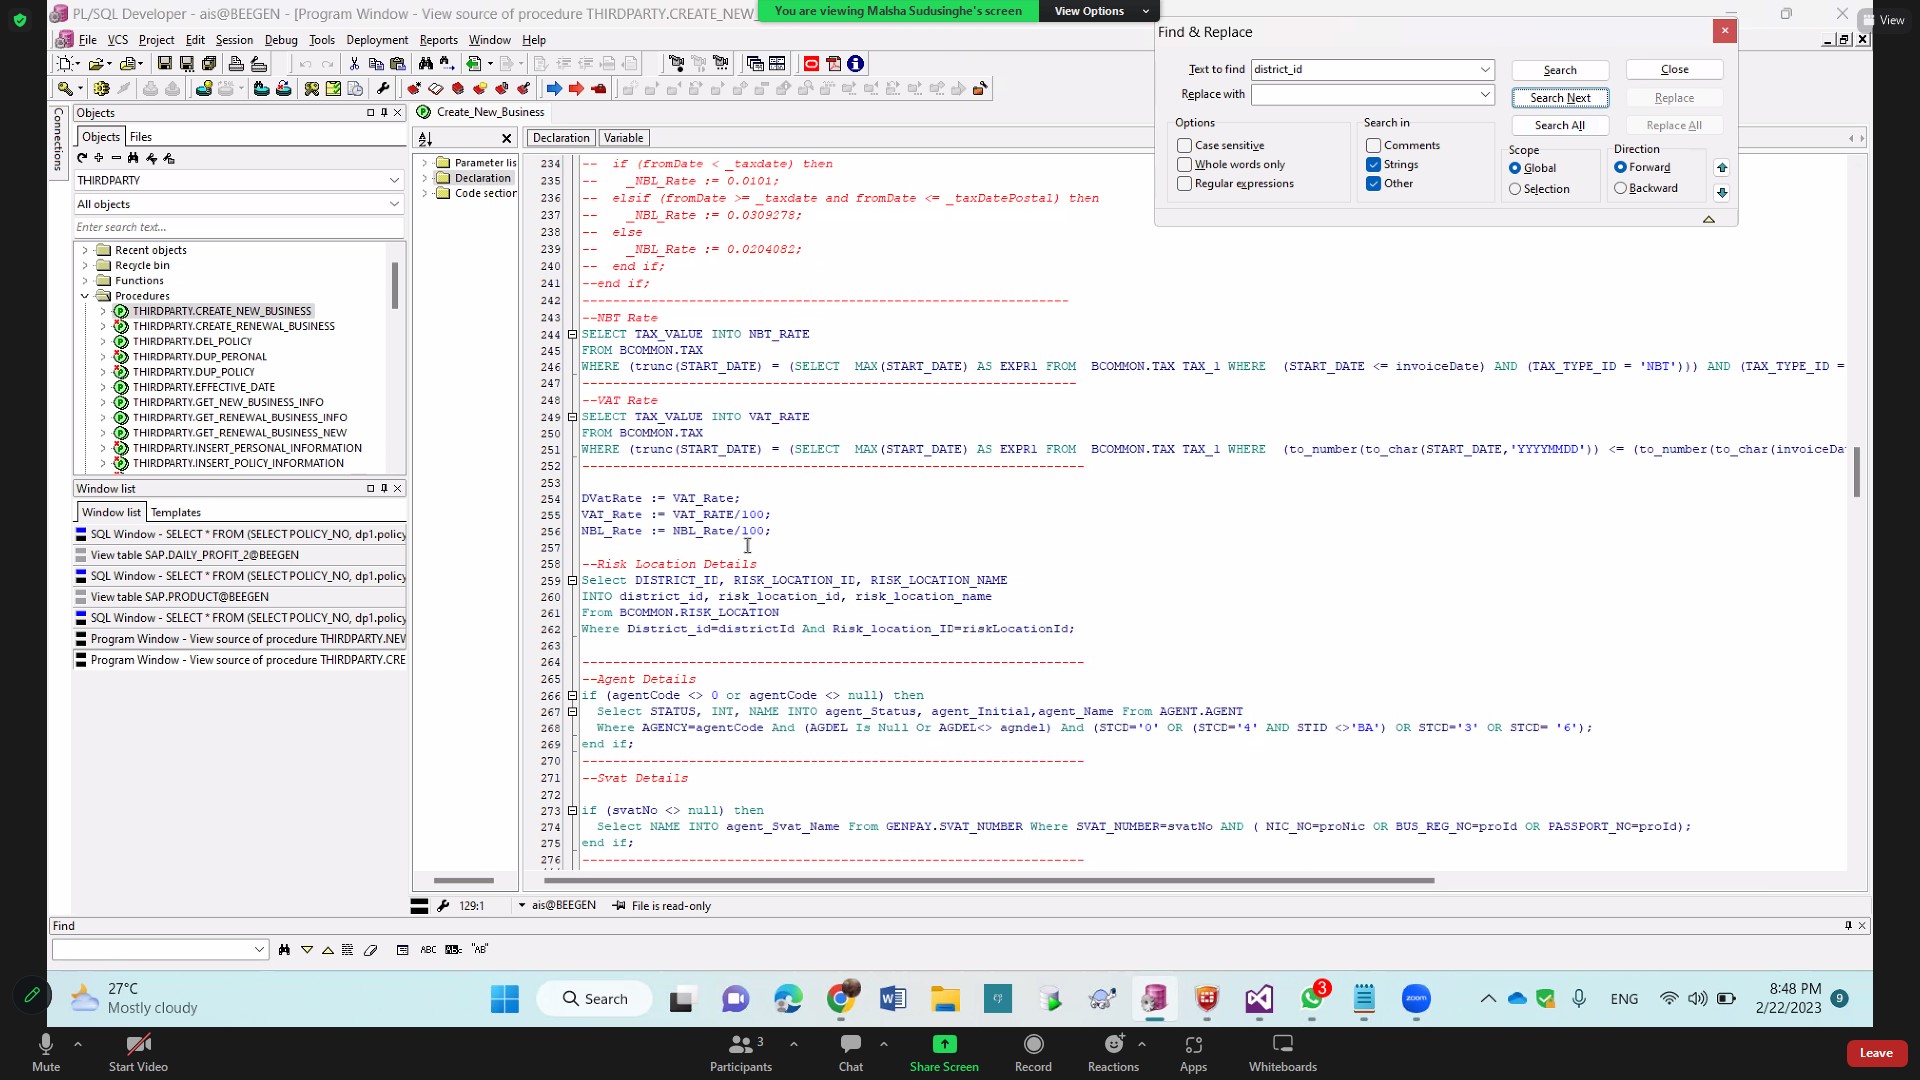 PL/SQL Developer - ais@BEEGEN - [Program Window - View source of procedure THIRDPARTY.CREATE_NEW_
You are viewing Malsha Sudusinghe's screen
View Options
View
File VCS Project Edit Session Debug Tools Deployment Reports Window Help
Find & Replace
Text to find district_id
Replace with
Search
Close
Search Next
Replace
Search All
Replace All
Options
Case sensitive
Whole words only
Regular expressions
Search in
Comments
Strings
Other
Scope
Global
Selection
Direction
Forward
Backward
Connections
Objects
Objects Files
THIRDPARTY
All objects
Enter search text...
Recent objects
Recycle bin
Functions
Procedures
THIRDPARTY.CREATE_NEW_BUSINESS
THIRDPARTY.CREATE_RENEWAL_BUSINESS
THIRDPARTY.DEL_POLICY
THIRDPARTY.DUP_PERONAL
THIRDPARTY.DUP_POLICY
THIRDPARTY.EFFECTIVE_DATE
THIRDPARTY.GET_NEW_BUSINESS_INFO
THIRDPARTY.GET_RENEWAL_BUSINESS_INFO
THIRDPARTY.GET_RENEWAL_BUSINESS_NEW
THIRDPARTY.INSERT_PERSONAL_INFORMATION
THIRDPARTY.INSERT_POLICY_INFORMATION
Window list
Window list Templates
SQL Window - SELECT * FROM (SELECT POLICY_NO, dp1.policy
View table SAP.DAILY_PROFIT_2@BEEGEN
SQL Window - SELECT * FROM (SELECT POLICY_NO, dp1.policy
View table SAP.PRODUCT@BEEGEN
SQL Window - SELECT * FROM (SELECT POLICY_NO, dp1.policy
Program Window - View source of procedure THIRDPARTY.NEW
Program Window - View source of procedure THIRDPARTY.CRE
Create_New_Business
Parameter lis
Declaration
Code section
Declaration Variable
234 -- if (fromDate < _taxdate) then
235 -- _NBL_Rate := 0.0101;
236 -- elsif (fromDate >= _taxdate and fromDate <= _taxDatePostal) then
237 -- _NBL_Rate := 0.0309278;
238 -- else
239 -- _NBL_Rate := 0.0204082;
240 -- end if;
241 --end if;
242 ----------------------------------------------------------------
243 --NBT Rate
244 SELECT TAX_VALUE INTO NBT_RATE
245 FROM BCOMMON.TAX
246 WHERE (trunc(START_DATE) = (SELECT MAX(START_DATE) AS EXPR1 FROM BCOMMON.TAX TAX_1 WHERE (START_DATE <= invoiceDate) AND (TAX_TYPE_ID = 'NBT'))) AND (TAX_TYPE_ID =
247 -----------------------------------------------------------------
248 --VAT Rate
249 SELECT TAX_VALUE INTO VAT_RATE
250 FROM BCOMMON.TAX
251 WHERE (trunc(START_DATE) = (SELECT MAX(START_DATE) AS EXPR1 FROM BCOMMON.TAX TAX_1 WHERE (to_number(to_char(START_DATE,'YYYYMMDD')) <= (to_number(to_char(invoiceDa
252 ------------------------------------------------------------------
253
254 DVatRate := VAT_Rate;
255 VAT_Rate := VAT_RATE/100;
256 NBL_Rate := NBL_Rate/100;
257
258 --Risk Location Details
259 Select DISTRICT_ID, RISK_LOCATION_ID, RISK_LOCATION_NAME
260 INTO district_id, risk_location_id, risk_location_name
261 From BCOMMON.RISK_LOCATION
262 Where District_id=districtId And Risk_location_ID=riskLocationId;
263
264 ------------------------------------------------------------------
265 --Agent Details
266 if (agentCode <> 0 or agentCode <> null) then
267 Select STATUS, INT, NAME INTO agent_Status, agent_Initial,agent_Name From AGENT.AGENT
268 Where AGENCY=agentCode And (AGDEL Is Null Or AGDEL<> agndel) And (STCD='0' OR (STCD='4' AND STID <>'BA') OR STCD='3' OR STCD= '6');
269 end if;
270 ------------------------------------------------------------------
271 --Svat Details
272
273 if (svatNo <> null) then
274 Select NAME INTO agent_Svat_Name From GENPAY.SVAT_NUMBER Where SVAT_NUMBER=svatNo AND ( NIC_NO=proNic OR BUS_REG_NO=proId OR PASSPORT_NO=proId);
275 end if;
276 ------------------------------------------------------------------
129:1 ais@BEEGEN File is read-only
Find
ABC "AB"
27°C
Mostly cloudy
Search
3
zoom
ENG
8:48 PM
2/22/2023
9
Mute
Start Video
3
Participants
Chat
Share Screen
Record
Reactions
Apps
Whiteboards
Leave